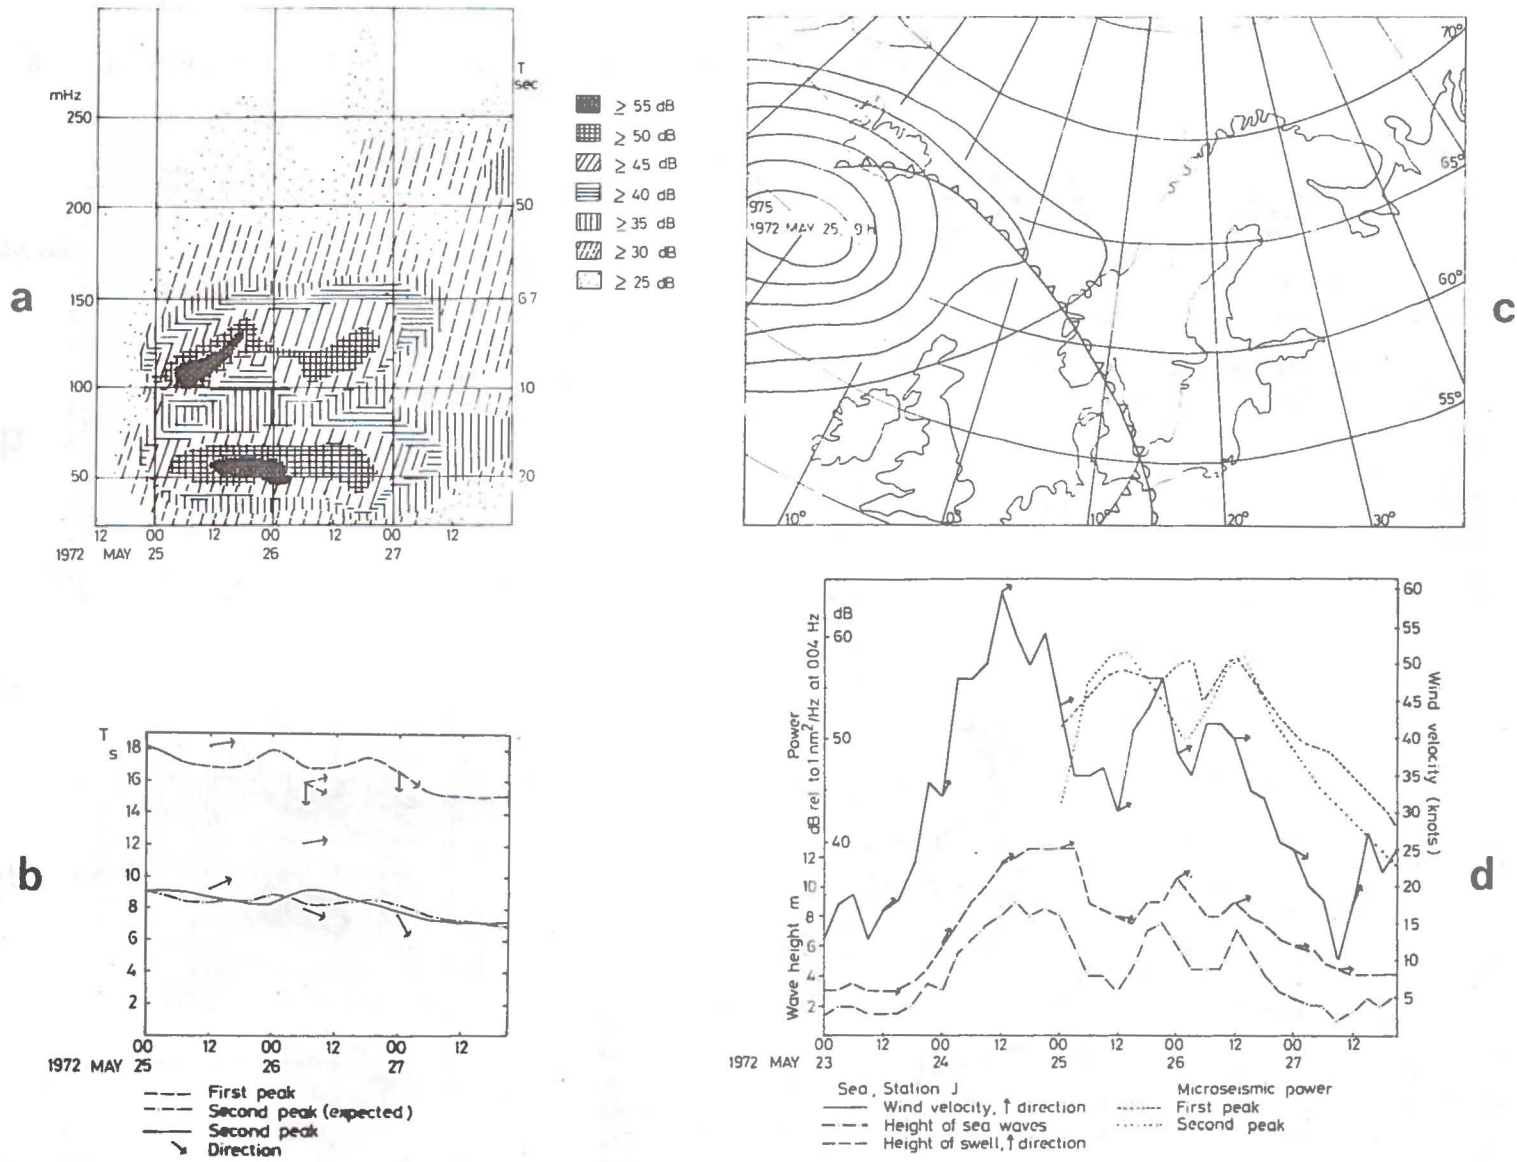 a
mHz
250
200
150
100
50
T
sec
50
67
10
20
≥ 55 dB
≥ 50 dB
≥ 45 dB
≥ 40 dB
≥ 35 dB
≥ 30 dB
≥ 25 dB
12 00 12 00 12 00 12
1972 MAY 25 26 27
c
975
1972 MAY 25, 9 h
70°
65°
60°
55°
10° 0° 10° 20° 30°
b
T
s
18
16
14
12
10
8
6
4
2
00 12 00 12 00 12
25 26 27
1972 MAY
First peak
Second peak (expected)
Second peak
Direction
d
Power
dB rel to 1 nm²/Hz at 004 Hz
dB
60
50
40
Wave height m
12
10
8
6
4
2
Wind velocity (knots)
60
55
50
45
40
35
30
25
20
15
10
5
00 12 00 12 00 12 00 12 00 12
1972 MAY 23 24 25 26 27
Sea, Station J
Wind velocity, ↑ direction
Height of sea waves
Height of swell, ↑ direction
Microseismic power
First peak
Second peak